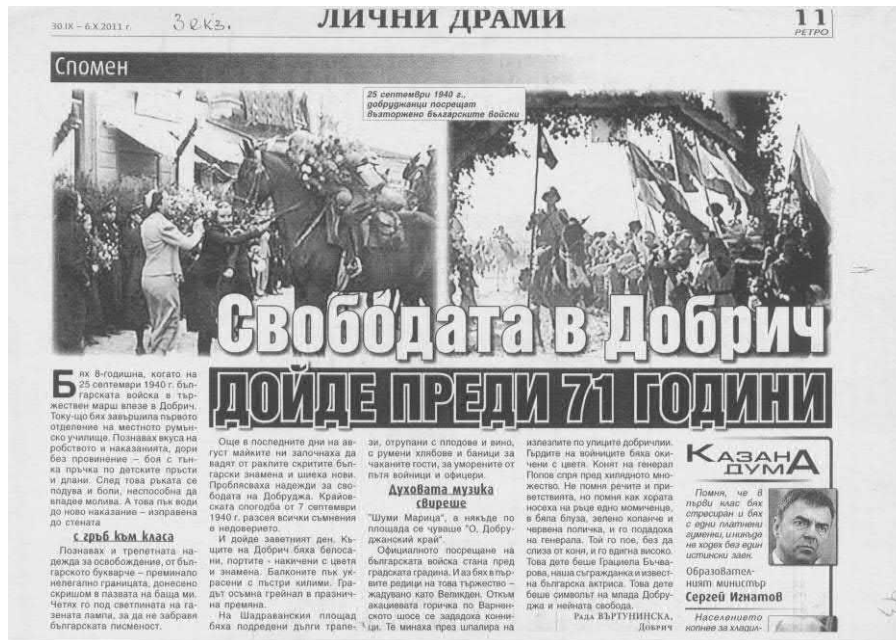 30.IX – 6.X.2011 г.
3 екз.
ЛИЧНИ ДРАМИ
11
РЕТРО
Спомен
25 септември 1940 г.,
добруджанци посрещат
възторжено българските войски
Свободата в Добрич
ДОЙДЕ ПРЕДИ 71 ГОДИНИ
Бях 8-годишна, когато на
25 септември 1940 г. бъл-
гарската войска в тър-
жествен марш влезе в Добрич.
Току-що бях завършила първото
отделение на местното румън-
ско училище. Познавах вкуса на
робството и наказанията, дори
без провинение – боя с тън-
ка пръчка по детските пръсти
и длани. След това ръката се
подува и боли, неспособна да
владее молива. А това пък води
до ново наказание – изправена
до стената
с гръб към класа
Познавах и трепетната на-
дежда за освобождение, от бъл-
гарското букварче – преминало
нелегално границата, донесено
скришом в пазвата на баща ми.
Четях го под светлината на га-
зената лампа, за да не забравя
българската писменост.
Още в последните дни на ав-
густ майките ни започнаха да
вадят от раклите скритите бъл-
гарски знамена и шиеха нови.
Проблясваха надежди за сво-
бодата на Добруджа. Крайов-
ската спогодба от 7 септември
1940 г. разсея всички съмнения
в недоверието.
И дойде заветният ден. Къ-
щите на Добрич бяха белоса-
ни, портите - накичени с цветя
и знамена. Балконите пък ук-
расени с пъстри килими. Гра-
дът осъмна грейнал в празнич-
на премяна.
На Шадраванския площад
бяха подредени дълги трапе-
зи, отрупани с плодове и вино,
с румени хлябове и баници за
чаканите гости, за уморените от
пътя войници и офицери.
Духовата музика
свиреше
"Шуми Марица", а някъде по
площада се чуваше "О, Добру-
джански край".
Официалното посрещане на
българската войска стана пред
градската градина. И аз бях в пър-
вите редици на това тържество –
жадувано като Великден. Откъм
акациевата горичка по Варнен-
ското шосе се зададоха конни-
ци. Те минаха през шпалира на
излезлите по улиците добричлии.
Гърдите на войниците бяха оки-
чени с цветя. Конят на генерал
Попов спря пред хилядното мно-
жество. Не помня речите и при-
ветствията, но помня как хората
носеха на ръце едно момиченце,
в бяла блуза, зелено коланче и
червена поличка, и го подадоха
на генерала. Той го пое, без да
слиза от коня, и го вдигна високо.
Това дете беше Грациела Бъчва-
рова, наша съгражданка и извест-
на българска актриса. Това дете
беше символът на млада Добру-
джа и нейната свобода.
Рада ВЪРТУНИНСКА,
Добрич
КАЗАНА
ДУМА
Помня, че в
първи клас бях
стресиран и бях
с едни платнени
гуменки, и никъде
не ходех без един
истински заек.
Образовател-
ният министър
Сергей Игнатов
Населението
копнее за хладил-